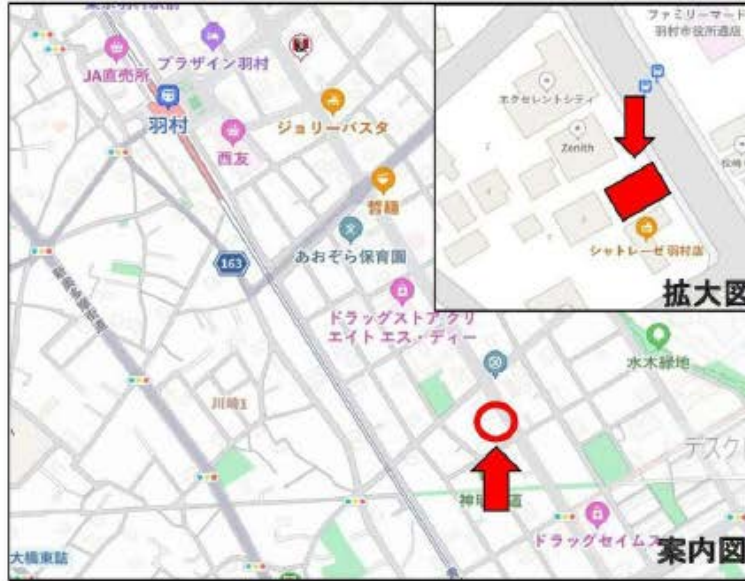 プラザイン羽村
JA直売所
羽村
ジョリーパスタ
西友
あおぞら保育園
163
ドラッグストア クリ
エイト エス・ディー
川崎1
水木緑地
ドラッグセイムス
大橋東詰
案内図
ファミリーマート
羽村市役所通店
エクセレントシティ
Zenith
シャトレーゼ 羽村店
拡大図